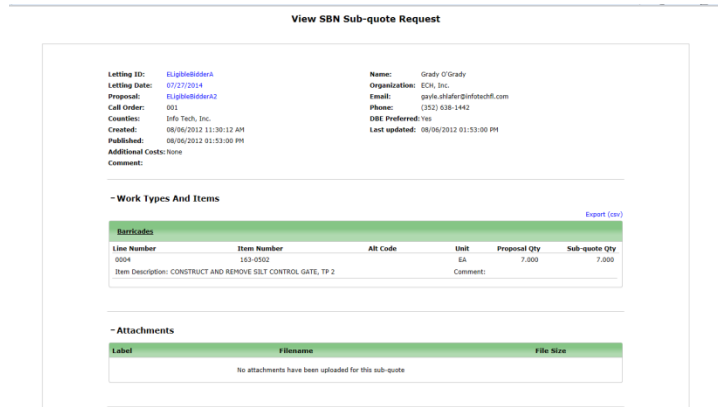 View SBN Sub-quote Request
Letting ID: ELigibleBidderA
Letting Date: 07/27/2014
Proposal: ELigibleBidderA2
Call Order: 001
Counties: Info Tech, Inc.
Created: 08/06/2012 11:30:12 AM
Published: 08/06/2012 01:53:00 PM
Additional Costs: None
Comment:
Name: Grady O'Grady
Organization: ECH, Inc.
Email: gayle.shlafer@infotechfl.com
Phone: (352) 638-1442
DBE Preferred: Yes
Last updated: 08/06/2012 01:53:00 PM
−Work Types And Items
Export (csv)
Barricades
Line Number Item Number Alt Code Unit Proposal Qty Sub-quote Qty
0004 163-0502 EA 7.000 7.000
Item Description: CONSTRUCT AND REMOVE SILT CONTROL GATE, TP 2 Comment:
−Attachments
Label Filename File Size
No attachments have been uploaded for this sub-quote